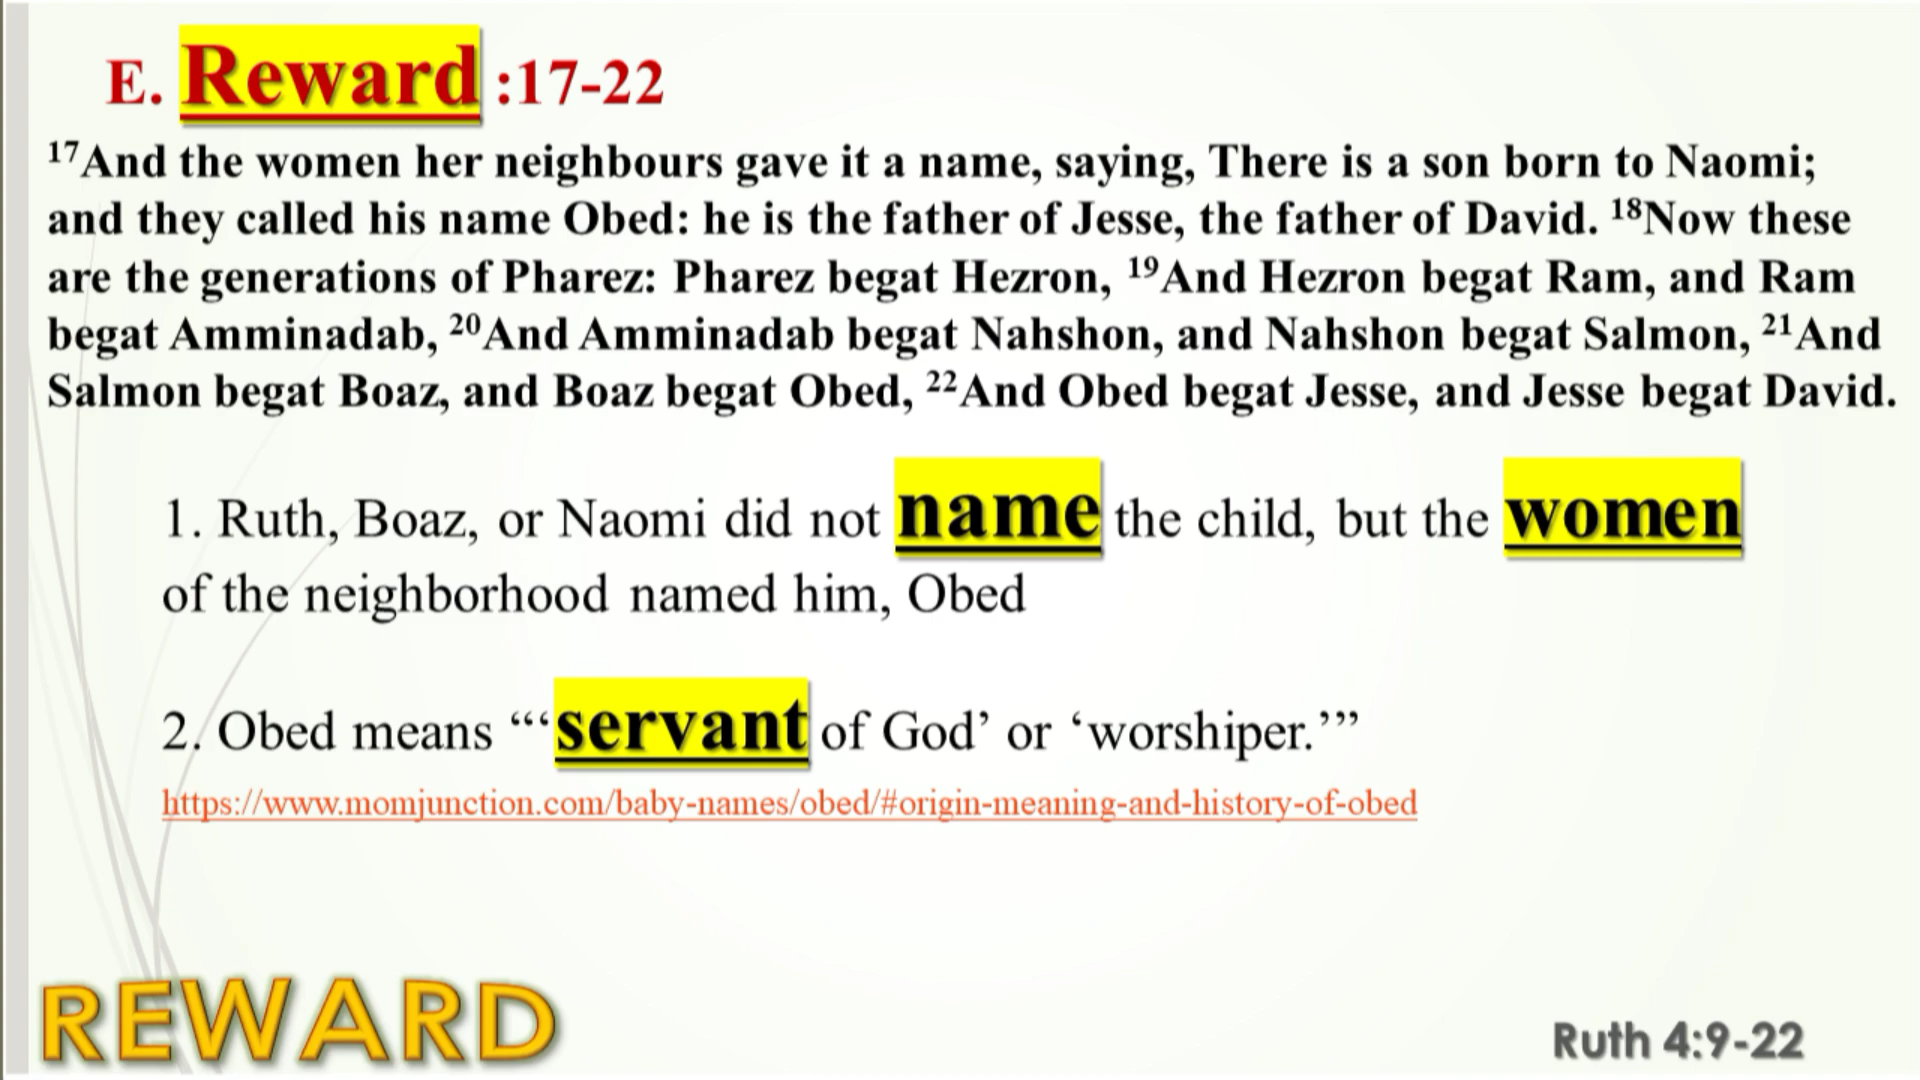 E. Reward :17-22
¹⁷And the women her neighbours gave it a name, saying, There is a son born to Naomi;
and they called his name Obed: he is the father of Jesse, the father of David. ¹⁸Now these
are the generations of Pharez: Pharez begat Hezron, ¹⁹And Hezron begat Ram, and Ram
begat Amminadab, ²⁰And Amminadab begat Nahshon, and Nahshon begat Salmon, ²¹And
Salmon begat Boaz, and Boaz begat Obed, ²²And Obed begat Jesse, and Jesse begat David.
1. Ruth, Boaz, or Naomi did not name the child, but the women
of the neighborhood named him, Obed
2. Obed means “‘servant of God’ or ‘worshiper.’”
https://www.momjunction.com/baby-names/obed/#origin-meaning-and-history-of-obed
REWARD
Ruth 4:9-22